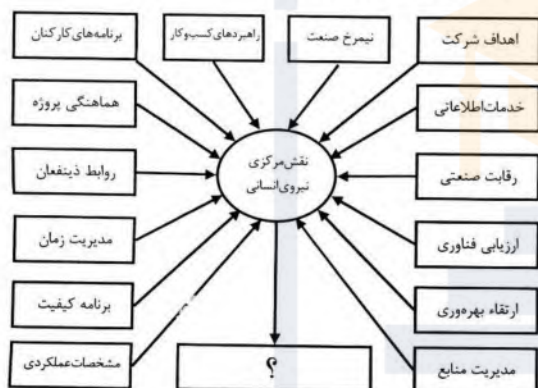 اهداف شرکت
نیمرخ صنعت
راهبردهای کسب‌وکار
برنامه‌های کارکنان
خدمات اطلاعاتی
هماهنگی پروژه
نقش مرکزی
نیروی انسانی
رقابت صنعتی
روابط ذینفعان
ارزیابی فناوری
مدیریت زمان
ارتقاء بهره‌وری
برنامه کیفیت
مدیریت منابع
؟
مشخصات عملکردی